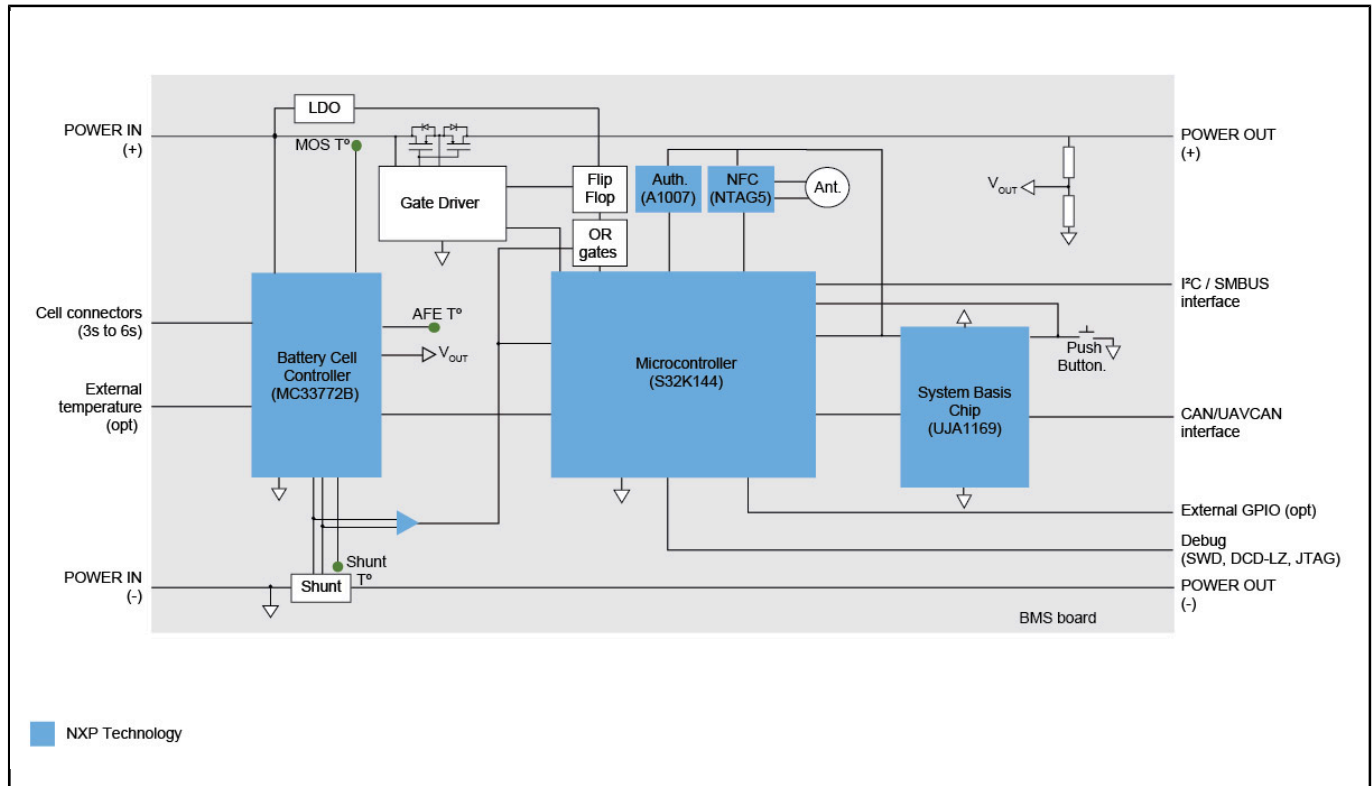 LDO
POWER IN
(+)
MOS Tº
POWER OUT
(+)
Gate Driver
Flip
Flop
Auth.
(A1007)
NFC
(NTAG5)
Ant.
VOUT
OR
gates
I²C / SMBUS
interface
Cell connectors
(3s to 6s)
AFE Tº
VOUT
Battery Cell
Controller
(MC33772B)
Microcontroller
(S32K144)
Push
Button.
External
temperature
(opt)
System Basis
Chip
(UJA1169)
CAN/UAVCAN
interface
External GPIO (opt)
Debug
(SWD, DCD-LZ, JTAG)
Shunt
Tº
POWER IN
(-)
Shunt
POWER OUT
(-)
BMS board
NXP Technology